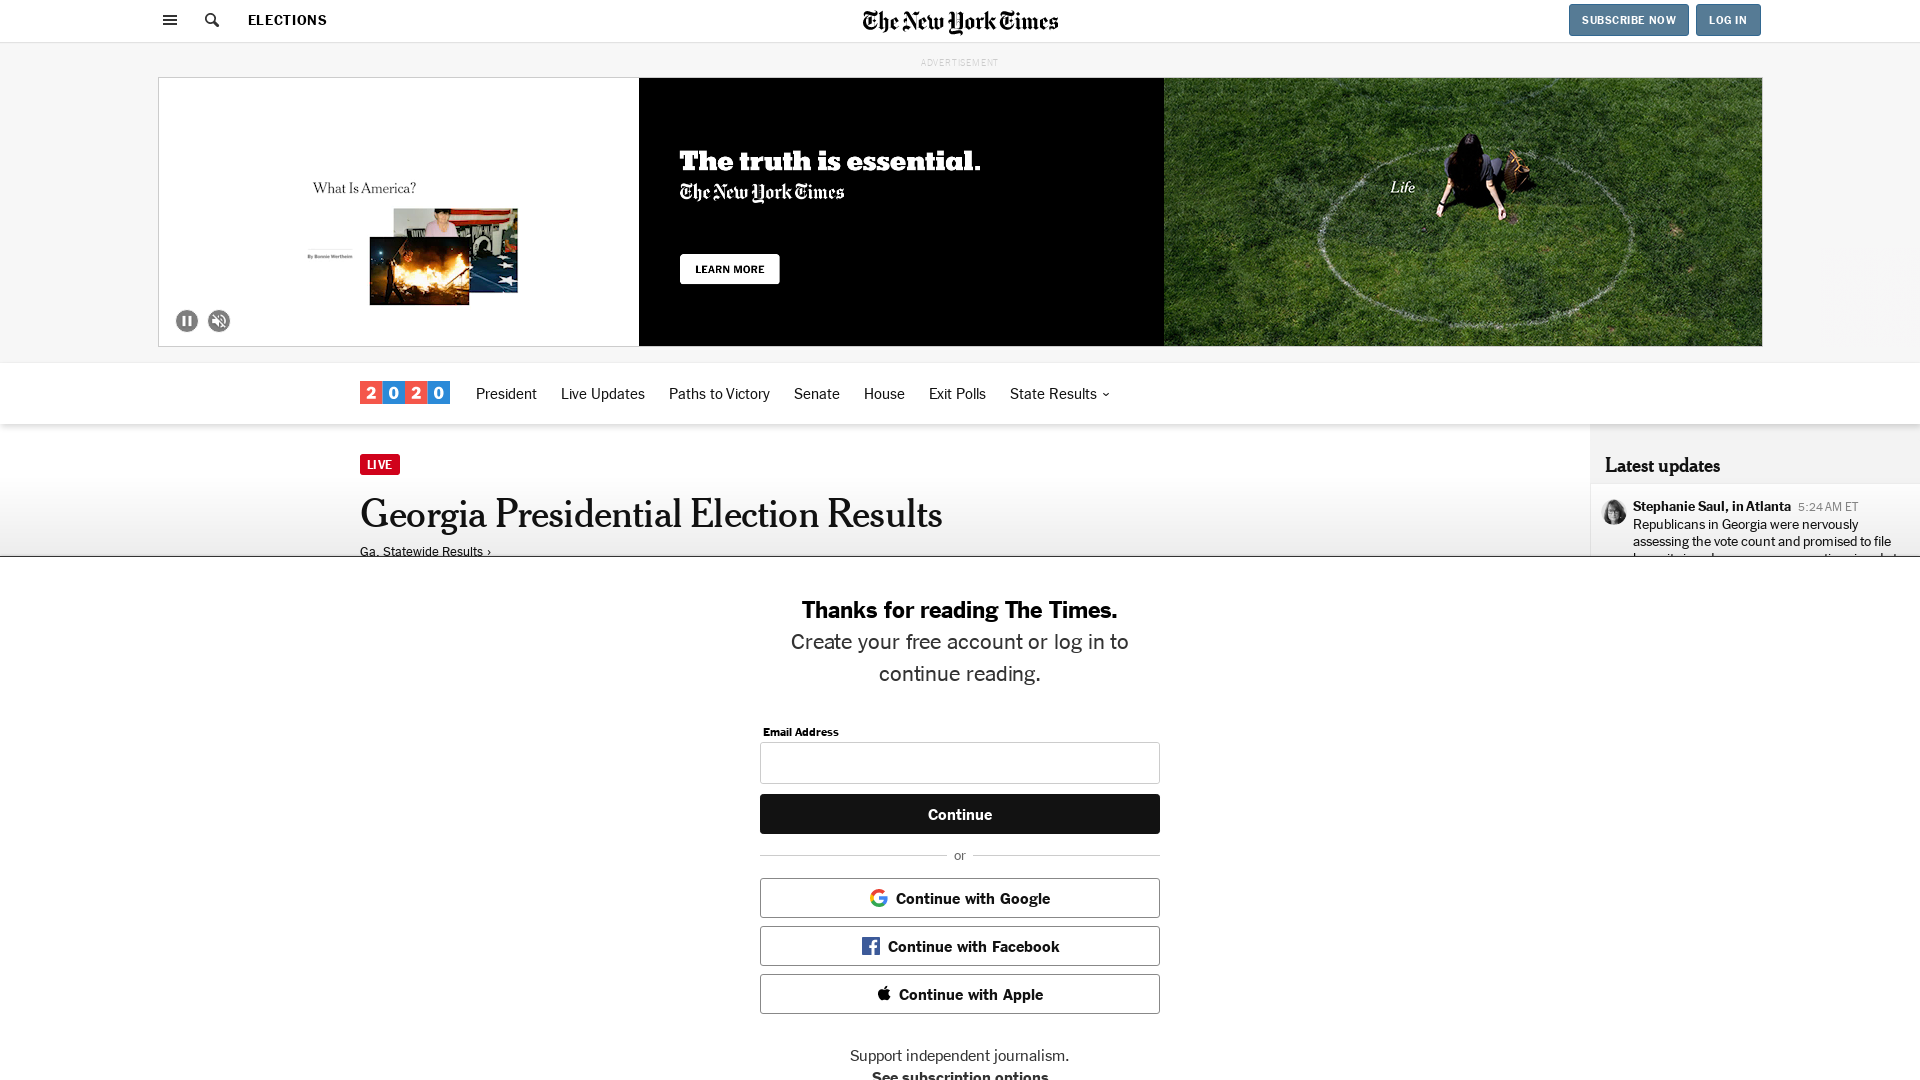 ELECTIONS
The New York Times
SUBSCRIBE NOW
LOG IN
ADVERTISEMENT
What Is America?
By Bonnie Wertheim
The truth is essential.
The New York Times
LEARN MORE
Life
2020
President
Live Updates
Paths to Victory
Senate
House
Exit Polls
State Results
LIVE
Georgia Presidential Election Results
Ga. Statewide Results ›
Latest updates
Stephanie Saul, in Atlanta 5:24 AM ET
Republicans in Georgia were nervously
assessing the vote count and promised to file
Thanks for reading The Times.
Create your free account or log in to
continue reading.
Email Address
Continue
or
Continue with Google
Continue with Facebook
Continue with Apple
Support independent journalism.
See subscription options